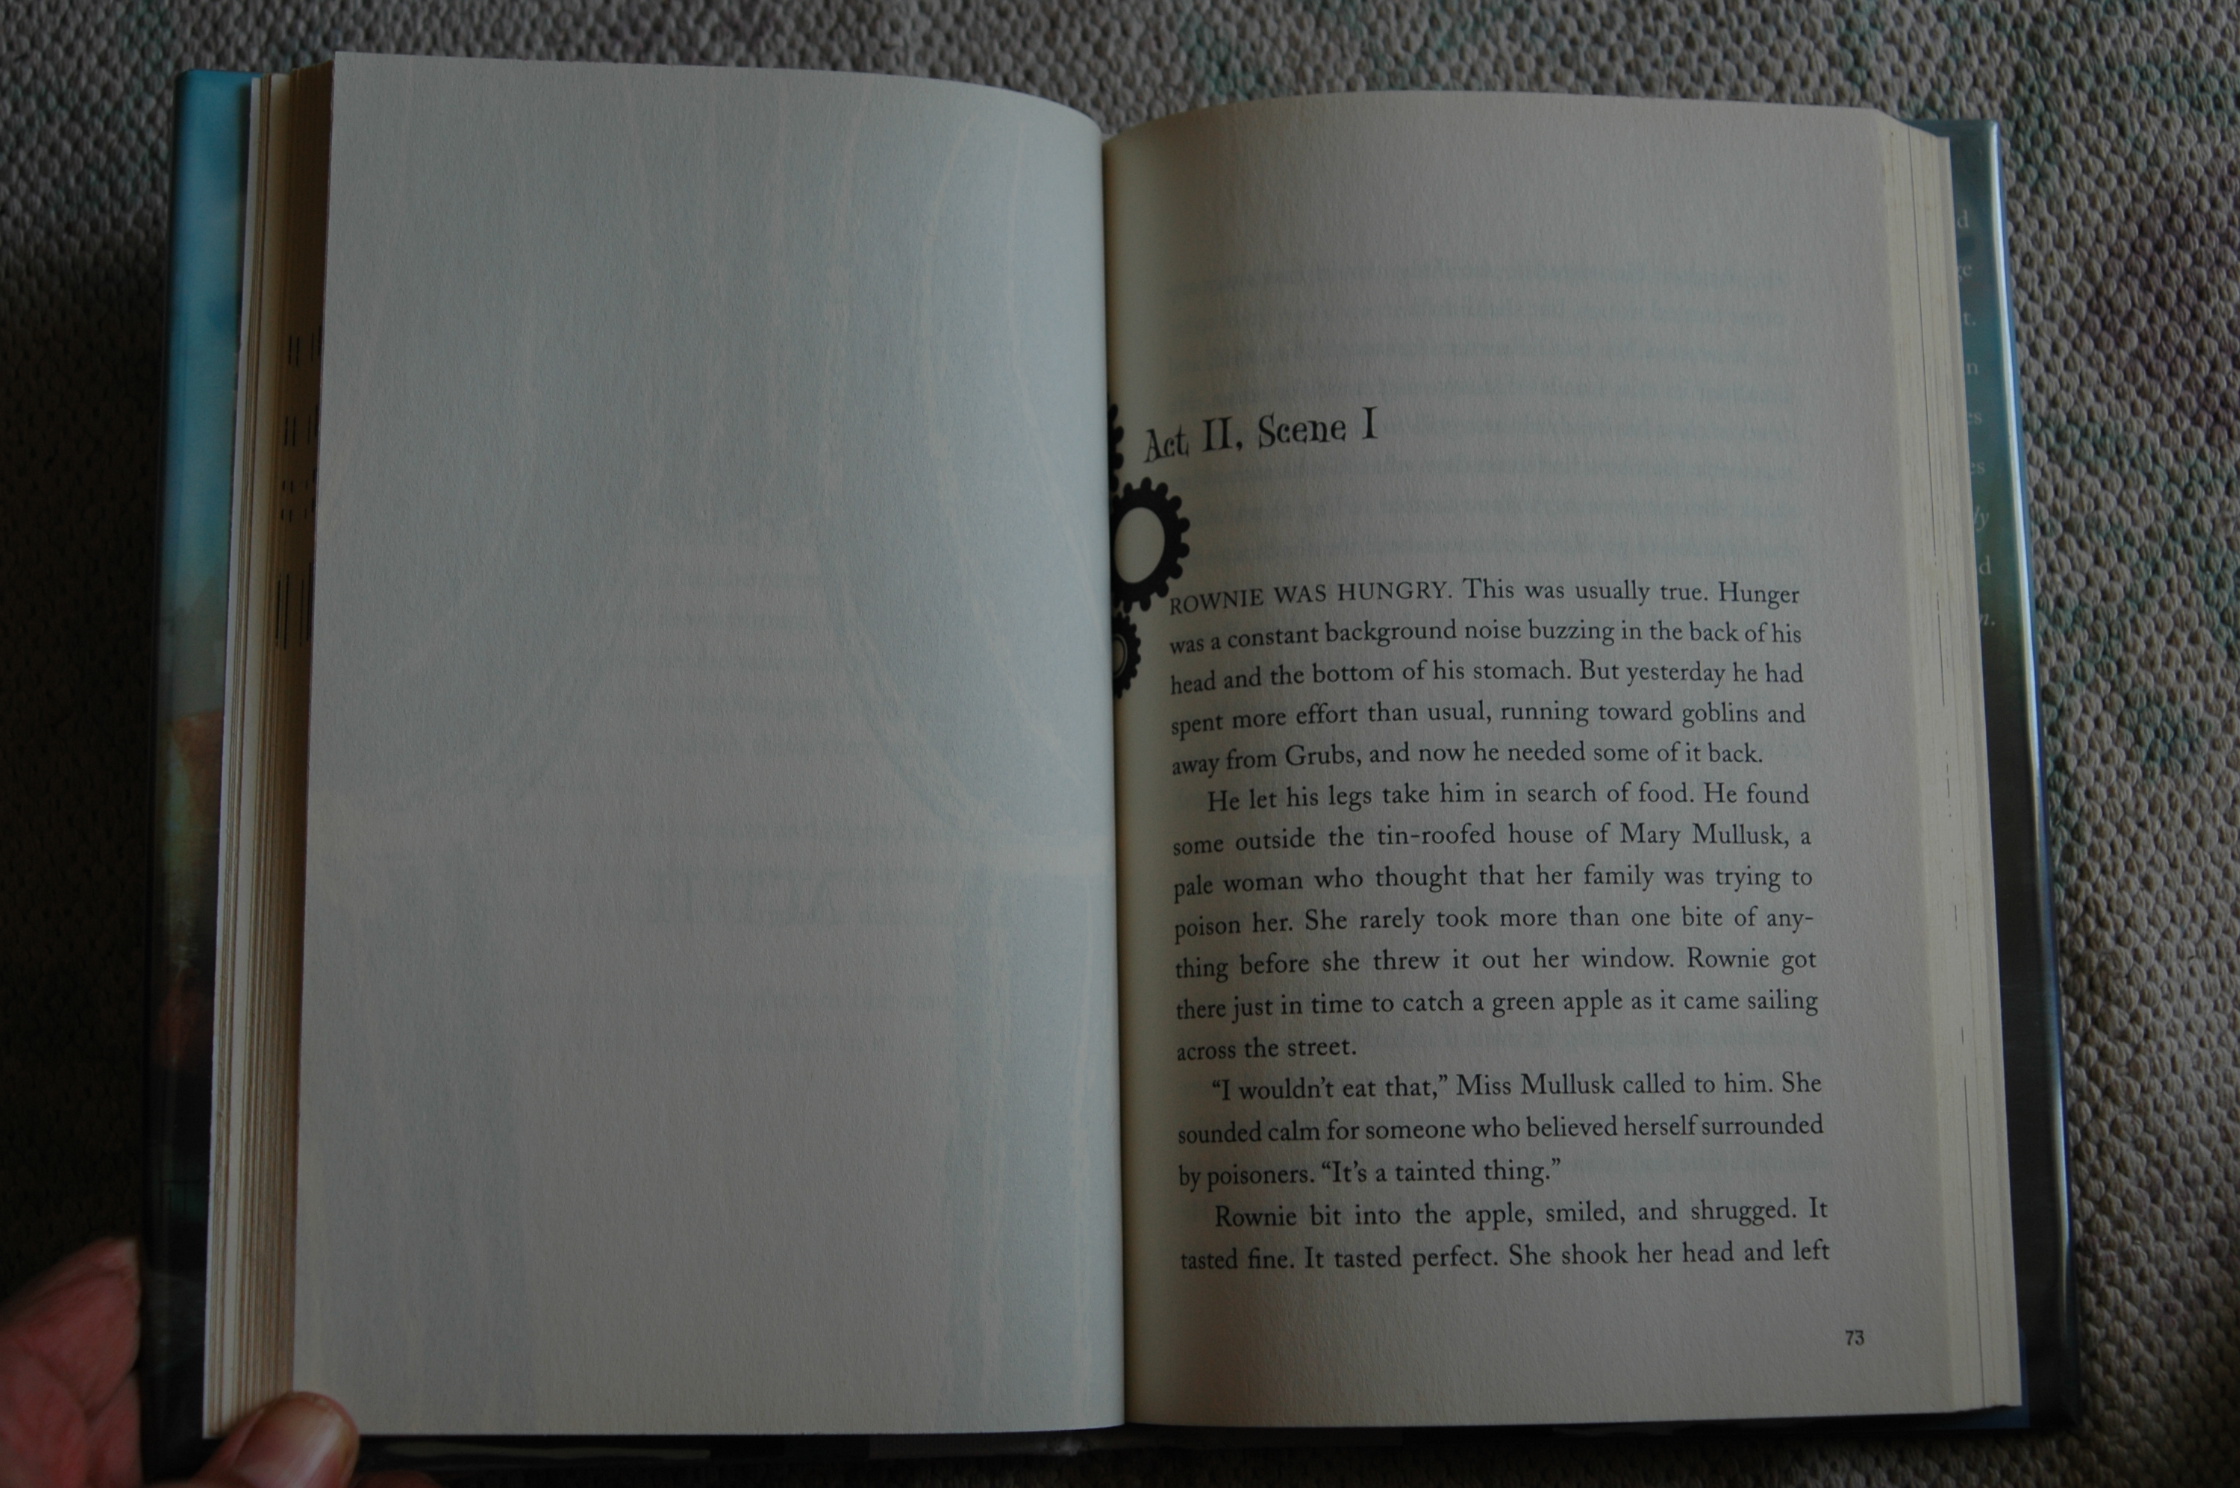 Act II, Scene I
ROWNIE WAS HUNGRY. This was usually true. Hunger
was a constant background noise buzzing in the back of his
head and the bottom of his stomach. But yesterday he had
spent more effort than usual, running toward goblins and
away from Grubs, and now he needed some of it back.
He let his legs take him in search of food. He found
some outside the tin-roofed house of Mary Mullusk, a
pale woman who thought that her family was trying to
poison her. She rarely took more than one bite of any-
thing before she threw it out her window. Rownie got
there just in time to catch a green apple as it came sailing
across the street.
“I wouldn’t eat that,” Miss Mullusk called to him. She
sounded calm for someone who believed herself surrounded
by poisoners. “It’s a tainted thing.”
Rownie bit into the apple, smiled, and shrugged. It
tasted fine. It tasted perfect. She shook her head and left
73